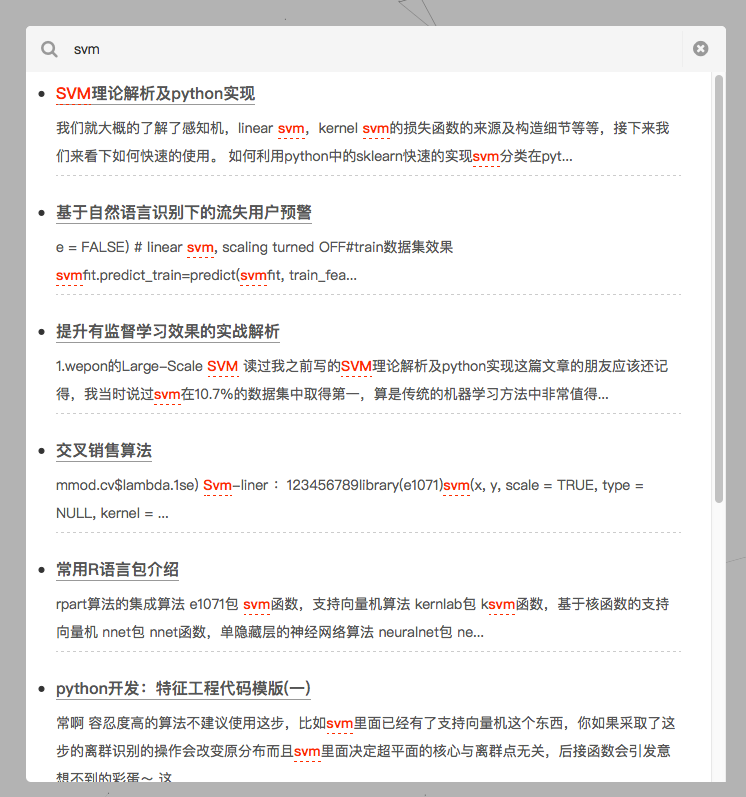 svm
SVM理论解析及python实现
我们就大概的了解了感知机，linear svm，kernel svm的损失函数的来源及构造细节等等，接下来我
们来看下如何快速的使用。 如何利用python中的sklearn快速的实现svm分类在pyt...
基于自然语言识别下的流失用户预警
e = FALSE) # linear svm, scaling turned OFF#train数据集效果
svmfit.predict_train=predict(svmfit, train_fea...
提升有监督学习效果的实战解析
1.wepon的Large-Scale SVM 读过我之前写的SVM理论解析及python实现这篇文章的朋友应该还记
得，我当时说过svm在10.7%的数据集中取得第一，算是传统的机器学习方法中非常值得...
交叉销售算法
mmod.cv$lambda.1se) Svm-liner ：123456789library(e1071)svm(x, y, scale = TRUE, type =
NULL, kernel = ...
常用R语言包介绍
rpart算法的集成算法 e1071包 svm函数，支持向量机算法 kernlab包 ksvm函数，基于核函数的支持
向量机 nnet包 nnet函数，单隐藏层的神经网络算法 neuralnet包 ne...
python开发：特征工程代码模版(一)
常啊 容忍度高的算法不建议使用这步，比如svm里面已经有了支持向量机这个东西，你如果采取了这
步的离群识别的操作会改变原分布而且svm里面决定超平面的核心与离群点无关，后接函数会引发意
想不到的彩蛋～ 这